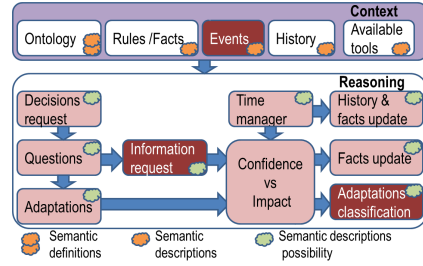 Context
Ontology
Rules /Facts
Events
History
Available
tools
Reasoning
Decisions
request
Time
manager
History &
facts update
Questions
Information
request
Confidence
vs
Impact
Facts update
Adaptations
Adaptations
classification
Semantic
definitions
Semantic
descriptions
Semantic descriptions
possibility